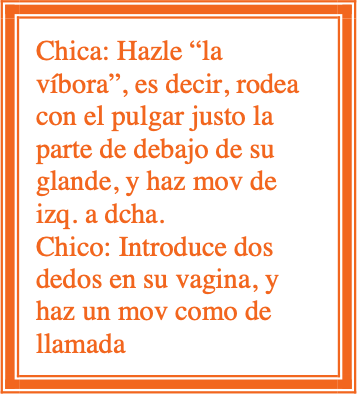 Chica: Hazle “la
víbora”, es decir, rodea
con el pulgar justo la
parte de debajo de su
glande, y haz mov de
izq. a dcha.
Chico: Introduce dos
dedos en su vagina, y
haz un mov como de
llamada